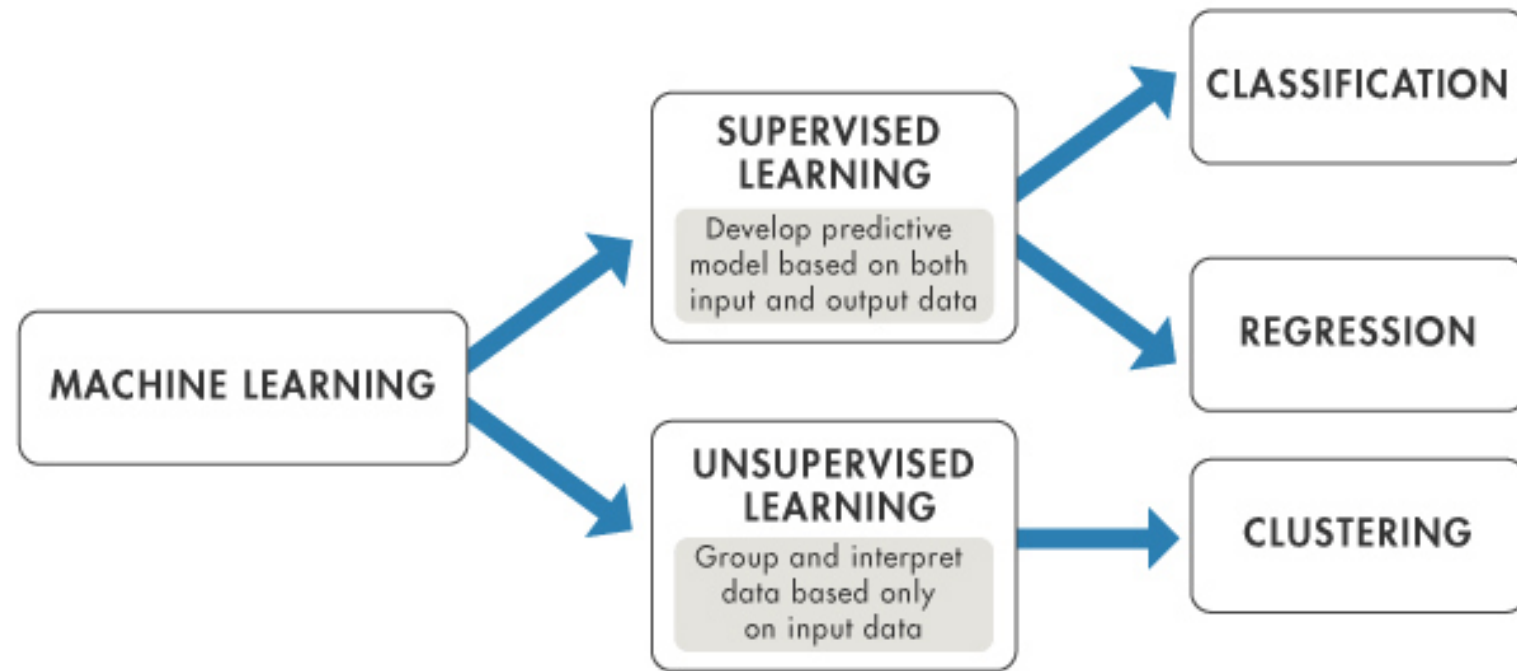 MACHINE LEARNING
SUPERVISED
LEARNING
Develop predictive
model based on both
input and output data
UNSUPERVISED
LEARNING
Group and interpret
data based only
on input data
CLASSIFICATION
REGRESSION
CLUSTERING